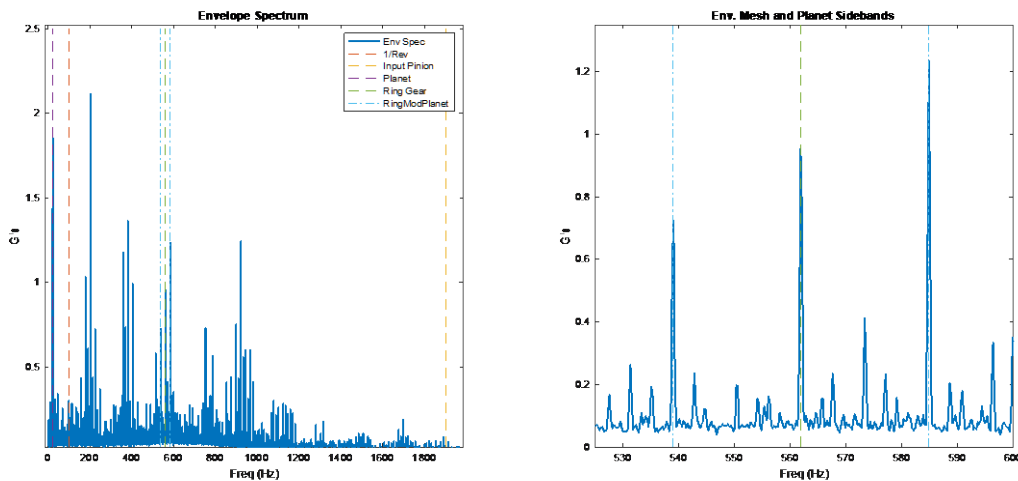 Envelope Spectrum
2.5
2
1.5
1
0.5
G's
0
200
400
600
800
1000
1200
1400
1600
1800
Freq (Hz)
Env Spec
1/Rev
Input Pinion
Planet
Ring Gear
RingModPlanet
Env. Mesh and Planet Sidebands
1.2
1
0.8
0.6
0.4
0.2
0
G's
530
540
550
560
570
580
590
600
Freq (Hz)